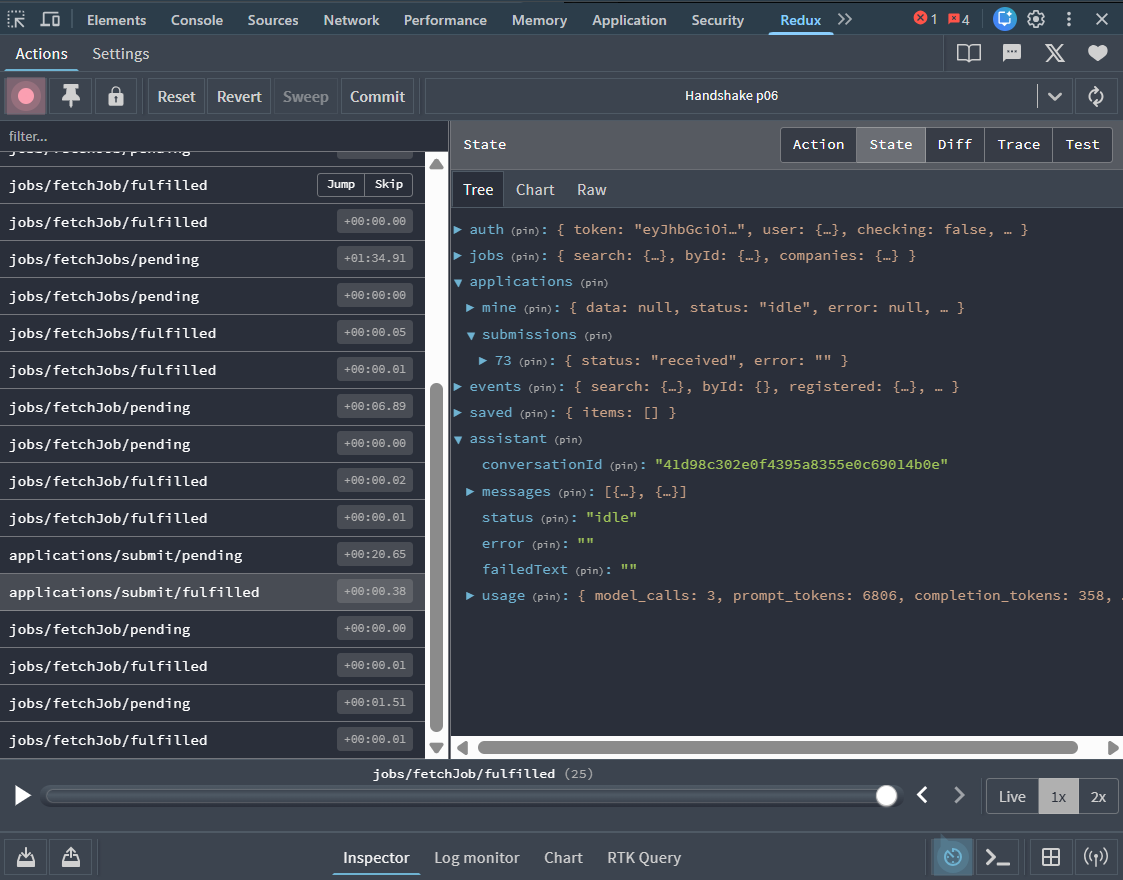 Elements Console Sources Network Performance Memory Application Security Redux 1 4
Actions Settings
Reset Revert Sweep Commit Handshake p06
filter...
jobs/fetchJob/fulfilled Jump Skip
jobs/fetchJob/fulfilled +00:00.00
jobs/fetchJobs/pending +01:34.91
jobs/fetchJobs/pending +00:00:00
jobs/fetchJobs/fulfilled +00:00.05
jobs/fetchJobs/fulfilled +00:00.01
jobs/fetchJob/pending +00:06.89
jobs/fetchJob/pending +00:00.00
jobs/fetchJob/fulfilled +00:00.02
jobs/fetchJob/fulfilled +00:00.01
applications/submit/pending +00:20.65
applications/submit/fulfilled +00:00.38
jobs/fetchJob/pending +00:00.00
jobs/fetchJob/fulfilled +00:00.01
jobs/fetchJob/pending +00:01.51
jobs/fetchJob/fulfilled +00:00.01
State Action State Diff Trace Test
Tree Chart Raw
auth (pin): { token: "eyJhbGciOi…", user: {…}, checking: false, … }
jobs (pin): { search: {…}, byId: {…}, companies: {…} }
applications (pin)
mine (pin): { data: null, status: "idle", error: null, … }
submissions (pin)
73 (pin): { status: "received", error: "" }
events (pin): { search: {…}, byId: {}, registered: {…}, … }
saved (pin): { items: [] }
assistant (pin)
conversationId (pin): "41d98c302e0f4395a8355e0c69014b0e"
messages (pin): [{…}, {…}]
status (pin): "idle"
error (pin): ""
failedText (pin): ""
usage (pin): { model_calls: 3, prompt_tokens: 6806, completion_tokens: 358,
jobs/fetchJob/fulfilled (25)
Live 1x 2x
Inspector Log monitor Chart RTK Query